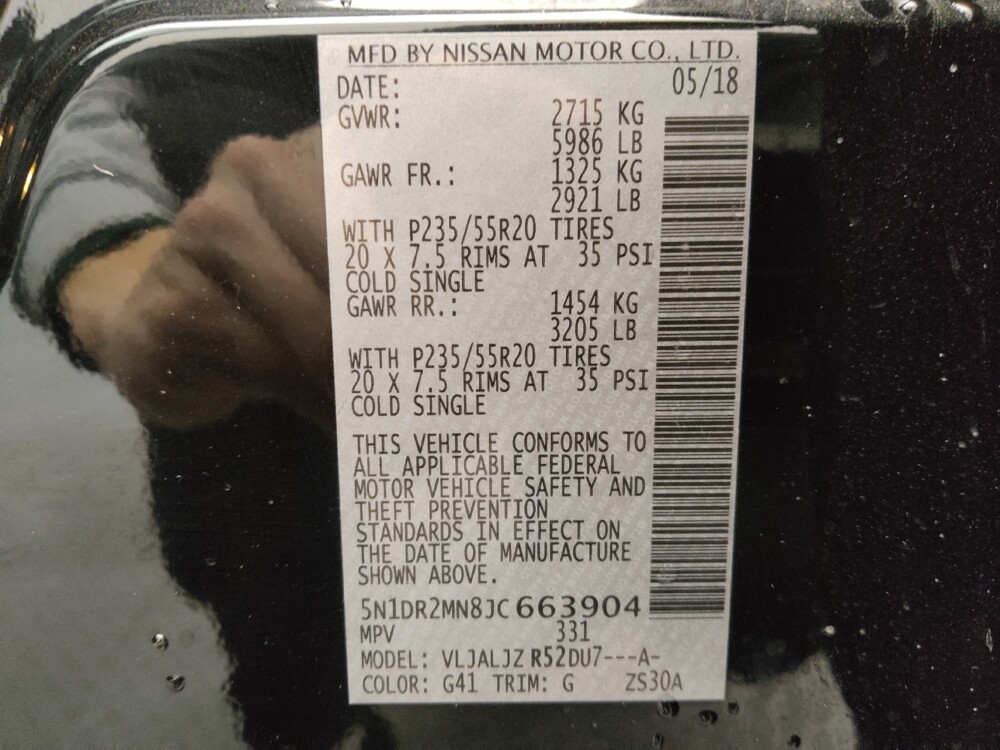 MFD BY NISSAN MOTOR CO., LTD.
DATE: 05/18
GVWR: 2715 KG
5986 LB
GAWR FR.: 1325 KG
2921 LB
WITH P235/55R20 TIRES
20 X 7.5 RIMS AT 35 PSI
COLD SINGLE
GAWR RR.: 1454 KG
3205 LB
WITH P235/55R20 TIRES
20 X 7.5 RIMS AT 35 PSI
COLD SINGLE
THIS VEHICLE CONFORMS TO
ALL APPLICABLE FEDERAL
MOTOR VEHICLE SAFETY AND
THEFT PREVENTION
STANDARDS IN EFFECT ON
THE DATE OF MANUFACTURE
SHOWN ABOVE.
5N1DR2MN8JC663904
MPV 331
MODEL: VLJALJZ R52DU7---A-
COLOR: G41 TRIM: G ZS30A